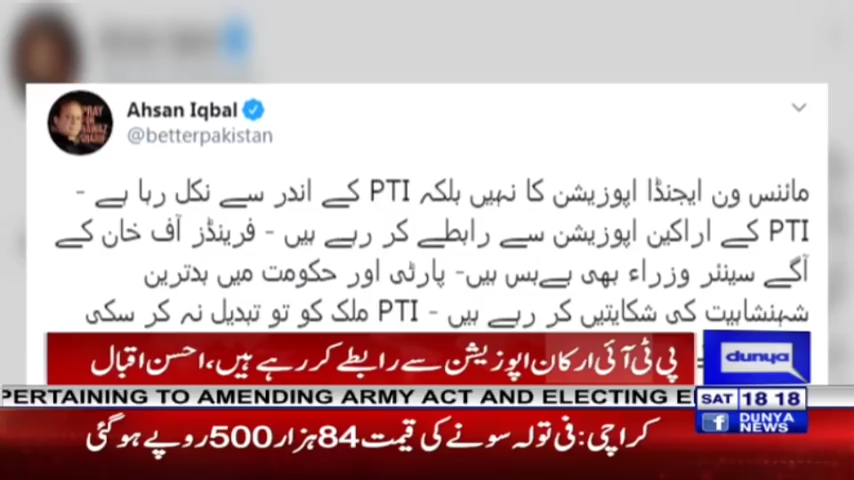 Ahsan Iqbal
@betterpakistan
مائنس ون ایجنڈا اپوزیشن کا نہیں بلکہ PTI کے اندر سے نکل رہا ہے -
PTI کے اراکین اپوزیشن سے رابطے کر رہے ہیں - فرینڈز آف خان کے
آگے سینئر وزراء بھی بےبس ہیں- پارٹی اور حکومت میں بدترین
شہنشاہیت کی شکایتیں کر رہے ہیں - PTI ملک کو تو تبدیل نہ کر سکی
پی ٹی آئی ارکان اپوزیشن سے رابطے کر رہے ہیں، احسن اقبال
dunya
PERTAINING TO AMENDING ARMY ACT AND ELECTING
SAT 18 18
DUNYA NEWS
کراچی: فی تولہ سونے کی قیمت 84 ہزار 500 روپے ہو گئی